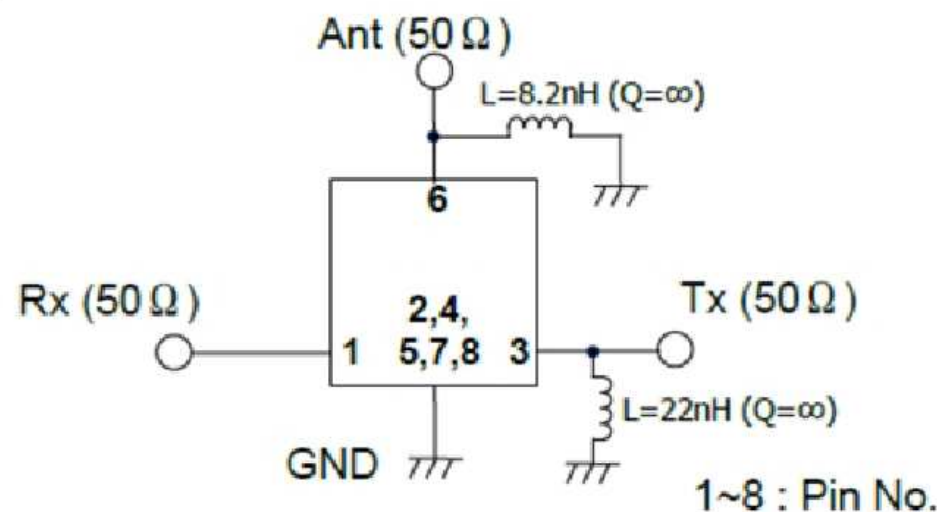 Ant (50Ω)
L=8.2nH (Q=∞)
6
Rx (50Ω)
Tx (50Ω)
2,4,
1
5,7,8
3
L=22nH (Q=∞)
GND
1~8 : Pin No.